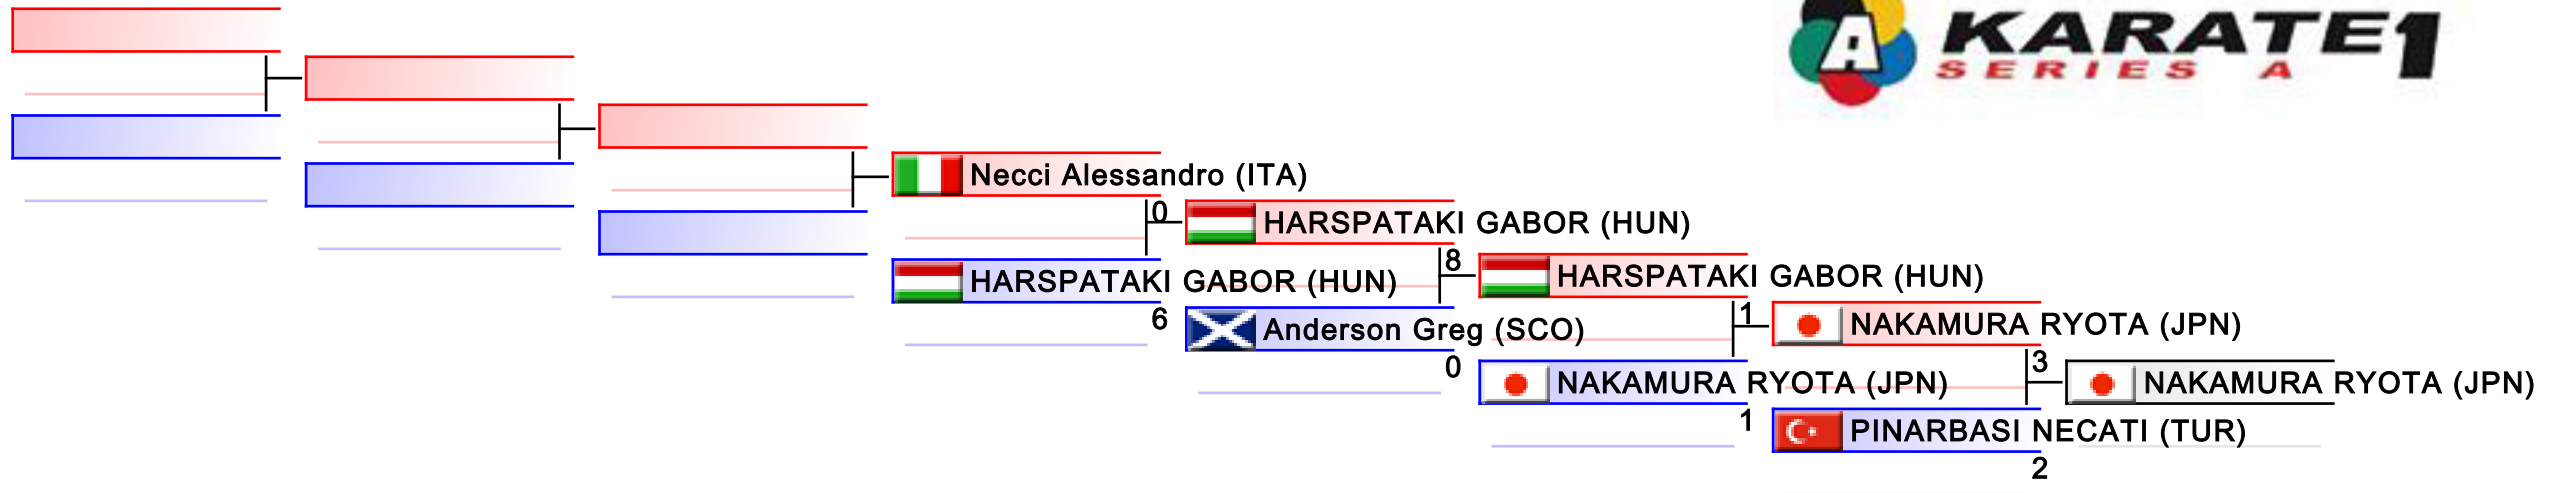 A KARATE1
SERIES A
Necci Alessandro (ITA)
0
HARSPATAKI GABOR (HUN)
8
HARSPATAKI GABOR (HUN)
HARSPATAKI GABOR (HUN)
6
1
Anderson Greg (SCO)
NAKAMURA RYOTA (JPN)
0
3
NAKAMURA RYOTA (JPN)
NAKAMURA RYOTA (JPN)
1
PINARBASI NECATI (TUR)
2